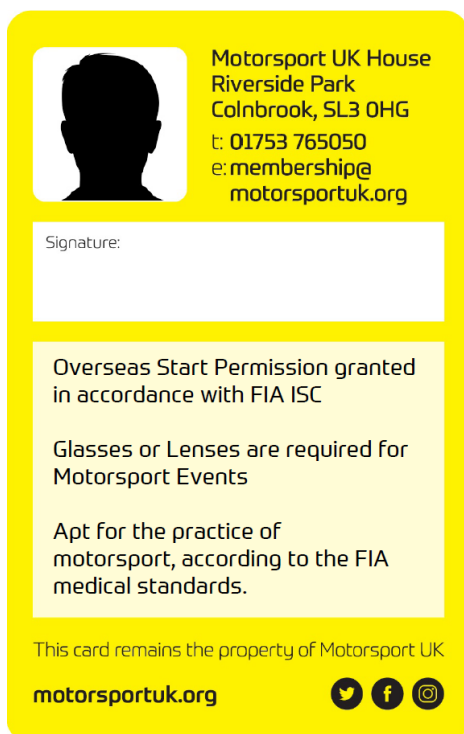 Motorsport UK House
Riverside Park
Colnbrook, SL3 0HG
t: 01753 765050
e: membership@
motorsportuk.org
Signature:
Overseas Start Permission granted
in accordance with FIA ISC
Glasses or Lenses are required for
Motorsport Events
Apt for the practice of
motorsport, according to the FIA
medical standards.
This card remains the property of Motorsport UK
motorsportuk.org